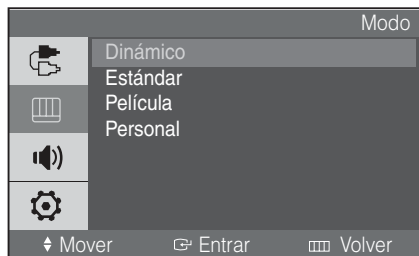 Modo
Dinámico
Estándar
Película
Personal
Mover Entrar Volver